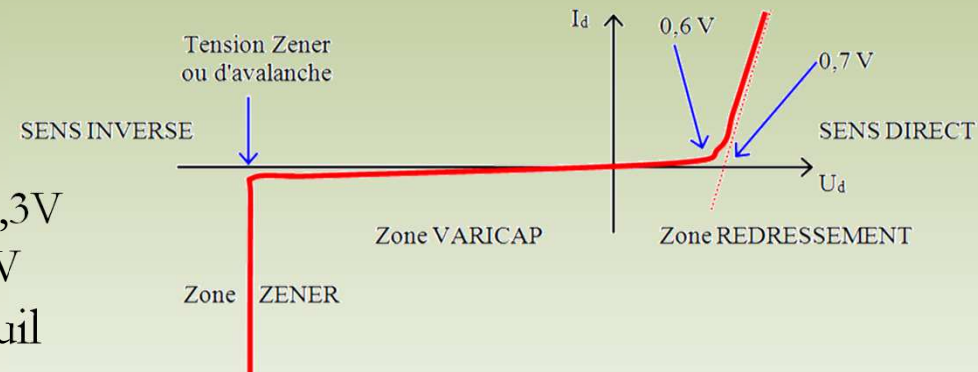 Id
0,6 V
Tension Zener
ou d'avalanche
0,7 V
SENS INVERSE
SENS DIRECT
Ud
,3V
Zone VARICAP
Zone REDRESSEMENT
V
Zone ZENER
uil